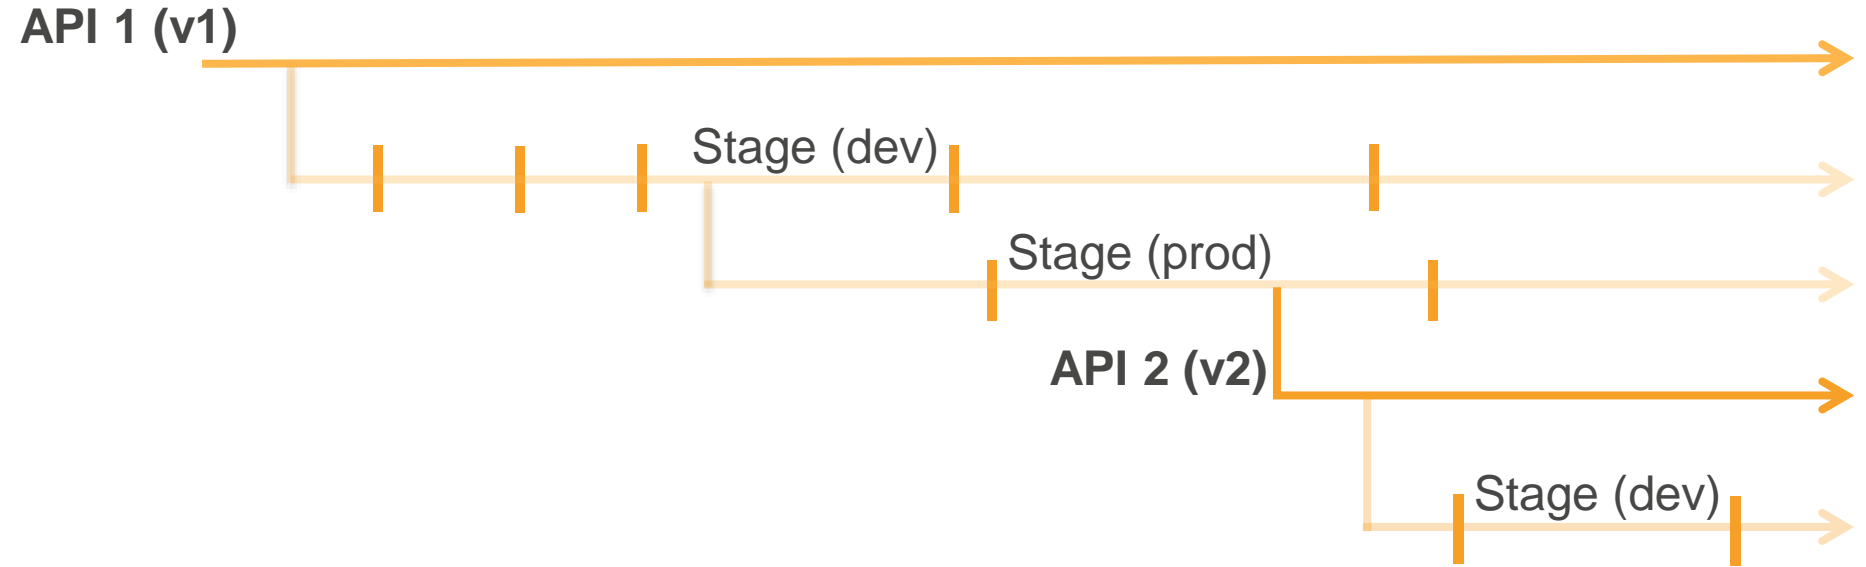 API 1 (v1)
Stage (dev)
Stage (prod)
API 2 (v2)
Stage (dev)